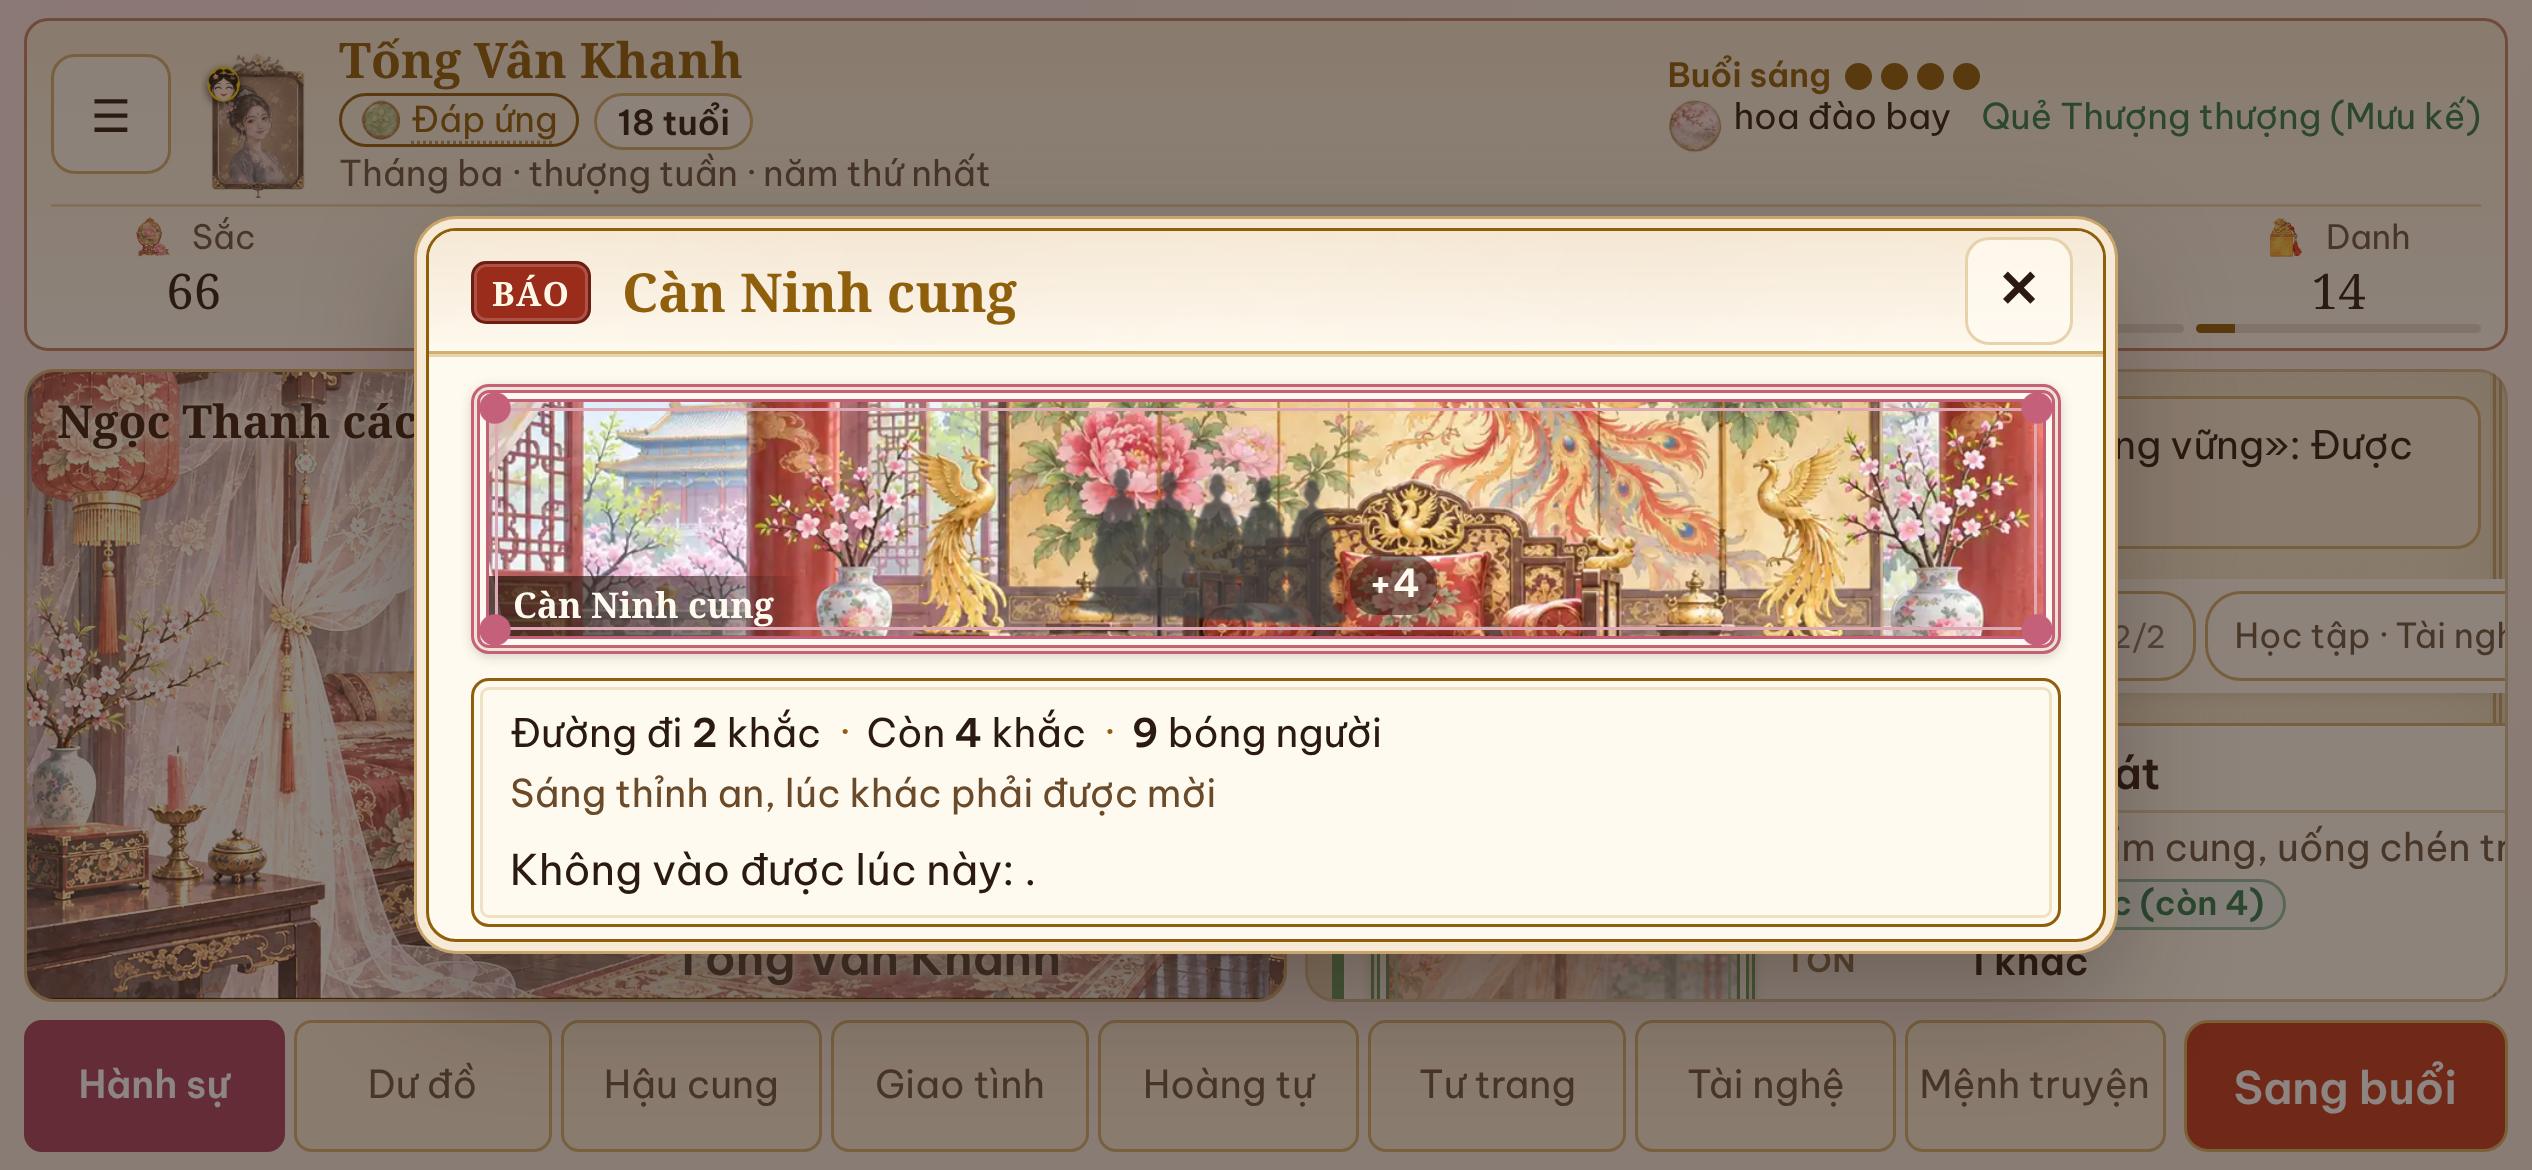 ☰
Tống Vân Khanh
Đáp ứng
18 tuổi
Tháng ba · thượng tuần · năm thứ nhất
Buổi sáng
hoa đào bay Quẻ Thượng thượng (Mưu kế)
Sắc
66
Danh
14
Ngọc Thanh các
BÁO Càn Ninh cung
✕
Càn Ninh cung
+4
Đường đi 2 khắc · Còn 4 khắc · 9 bóng người
Sáng thỉnh an, lúc khác phải được mời
Không vào được lúc này: .
vững»: Được
2/2
Học tập · Tài
cung, uống chén
(còn 4)
Tống Vân Khanh
TỐN
1 khắc
Hành sự
Dư đồ
Hậu cung
Giao tình
Hoàng tự
Tư trang
Tài nghệ
Mệnh truyện
Sang buổi